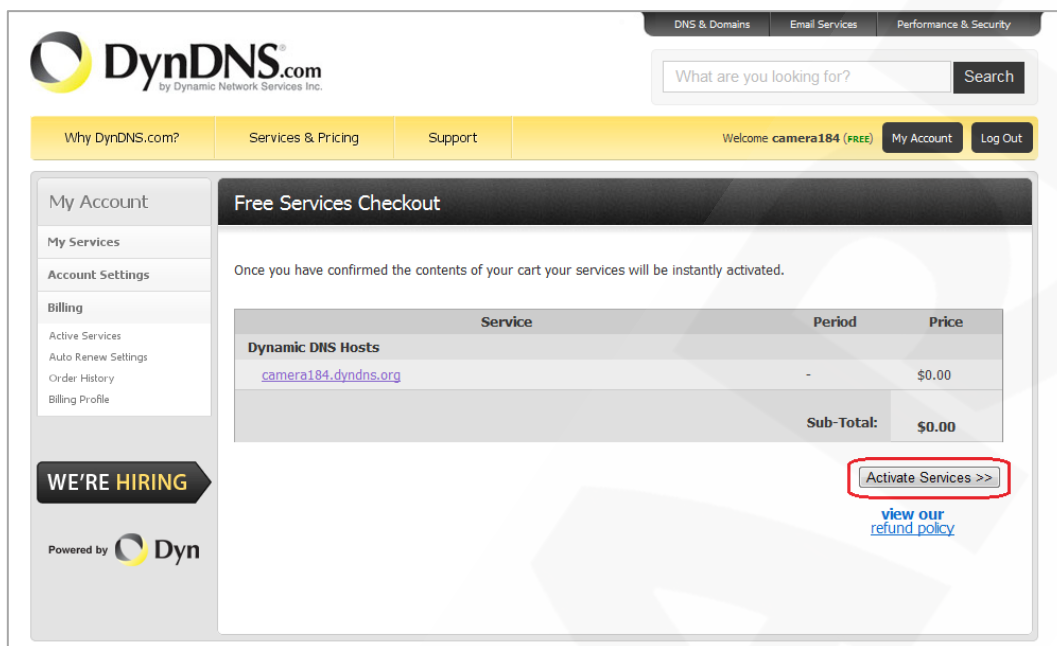 DNS & Domains Email Services Performance & Security
DynDNS®.com
by Dynamic Network Services Inc.
What are you looking for? Search
Why DynDNS.com? Services & Pricing Support Welcome camera184 (FREE) My Account Log Out
My Account
My Services
Account Settings
Billing
Active Services
Auto Renew Settings
Order History
Billing Profile
WE'RE HIRING
Powered by Dyn
Free Services Checkout
Once you have confirmed the contents of your cart your services will be instantly activated.
Service Period Price
Dynamic DNS Hosts
camera184.dyndns.org - $0.00
Sub-Total: $0.00
Activate Services >>
view our
refund policy